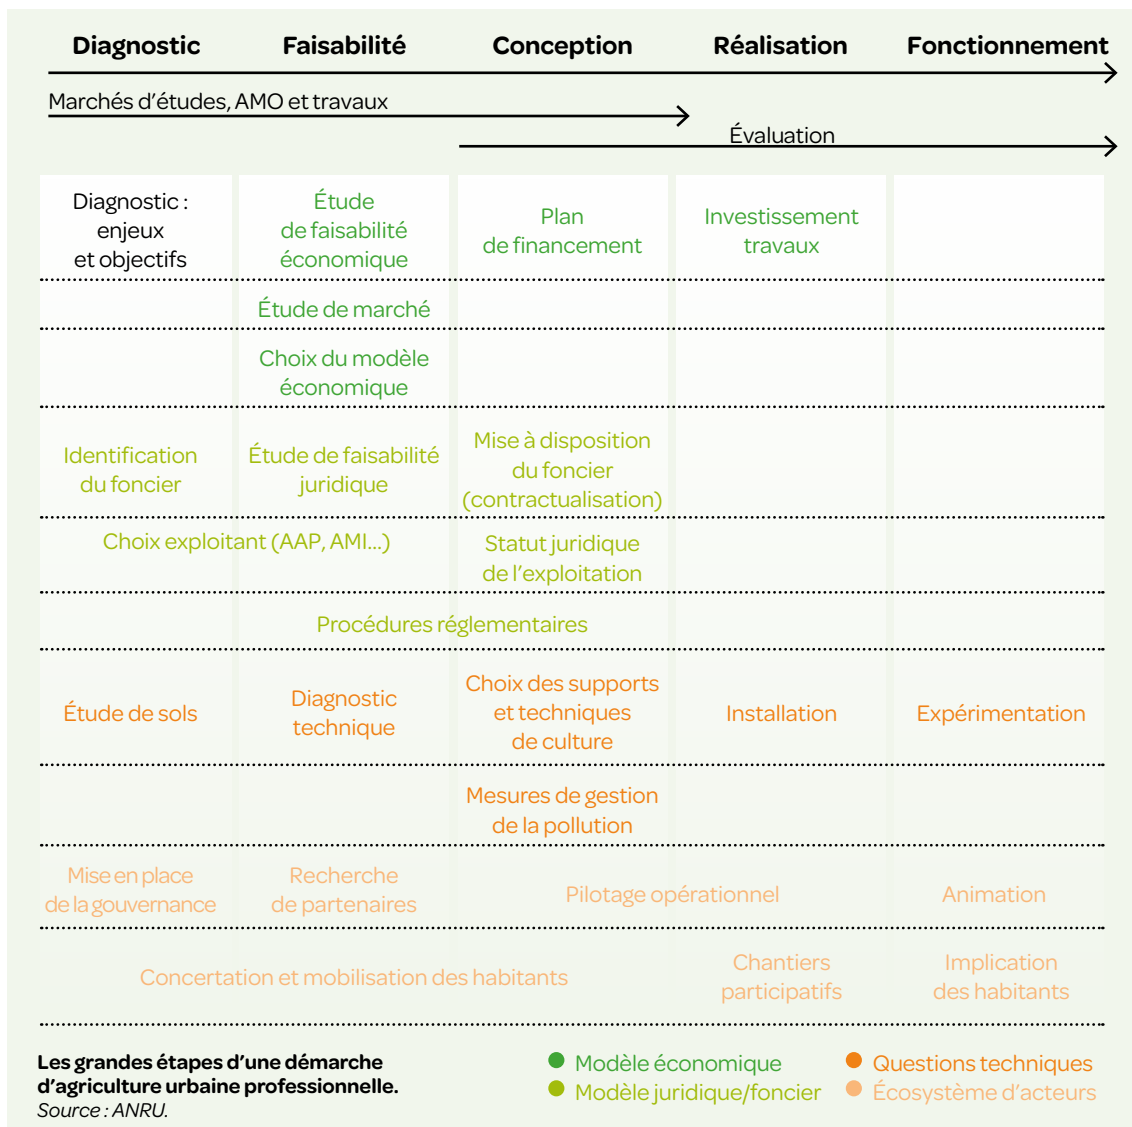 Diagnostic Faisabilité Conception Réalisation Fonctionnement
Marchés d'études, AMO et travaux
Évaluation
Diagnostic :
enjeux
et objectifs
Étude
de faisabilité
économique
Plan
de financement
Investissement
travaux
Étude de marché
Choix du modèle
économique
Identification
du foncier
Étude de faisabilité
juridique
Mise à disposition
du foncier
(contractualisation)
Choix exploitant (AAP, AMI...)
Statut juridique
de l'exploitation
Procédures réglementaires
Étude de sols
Diagnostic
technique
Choix des supports
et techniques
de culture
Installation
Expérimentation
Mesures de gestion
de la pollution
Mise en place
de la gouvernance
Recherche
de partenaires
Pilotage opérationnel
Animation
Concertation et mobilisation des habitants
Chantiers
participatifs
Implication
des habitants
Les grandes étapes d'une démarche
d'agriculture urbaine professionnelle.
Source : ANRU.
Modèle économique
Modèle juridique/foncier
Questions techniques
Écosystème d'acteurs